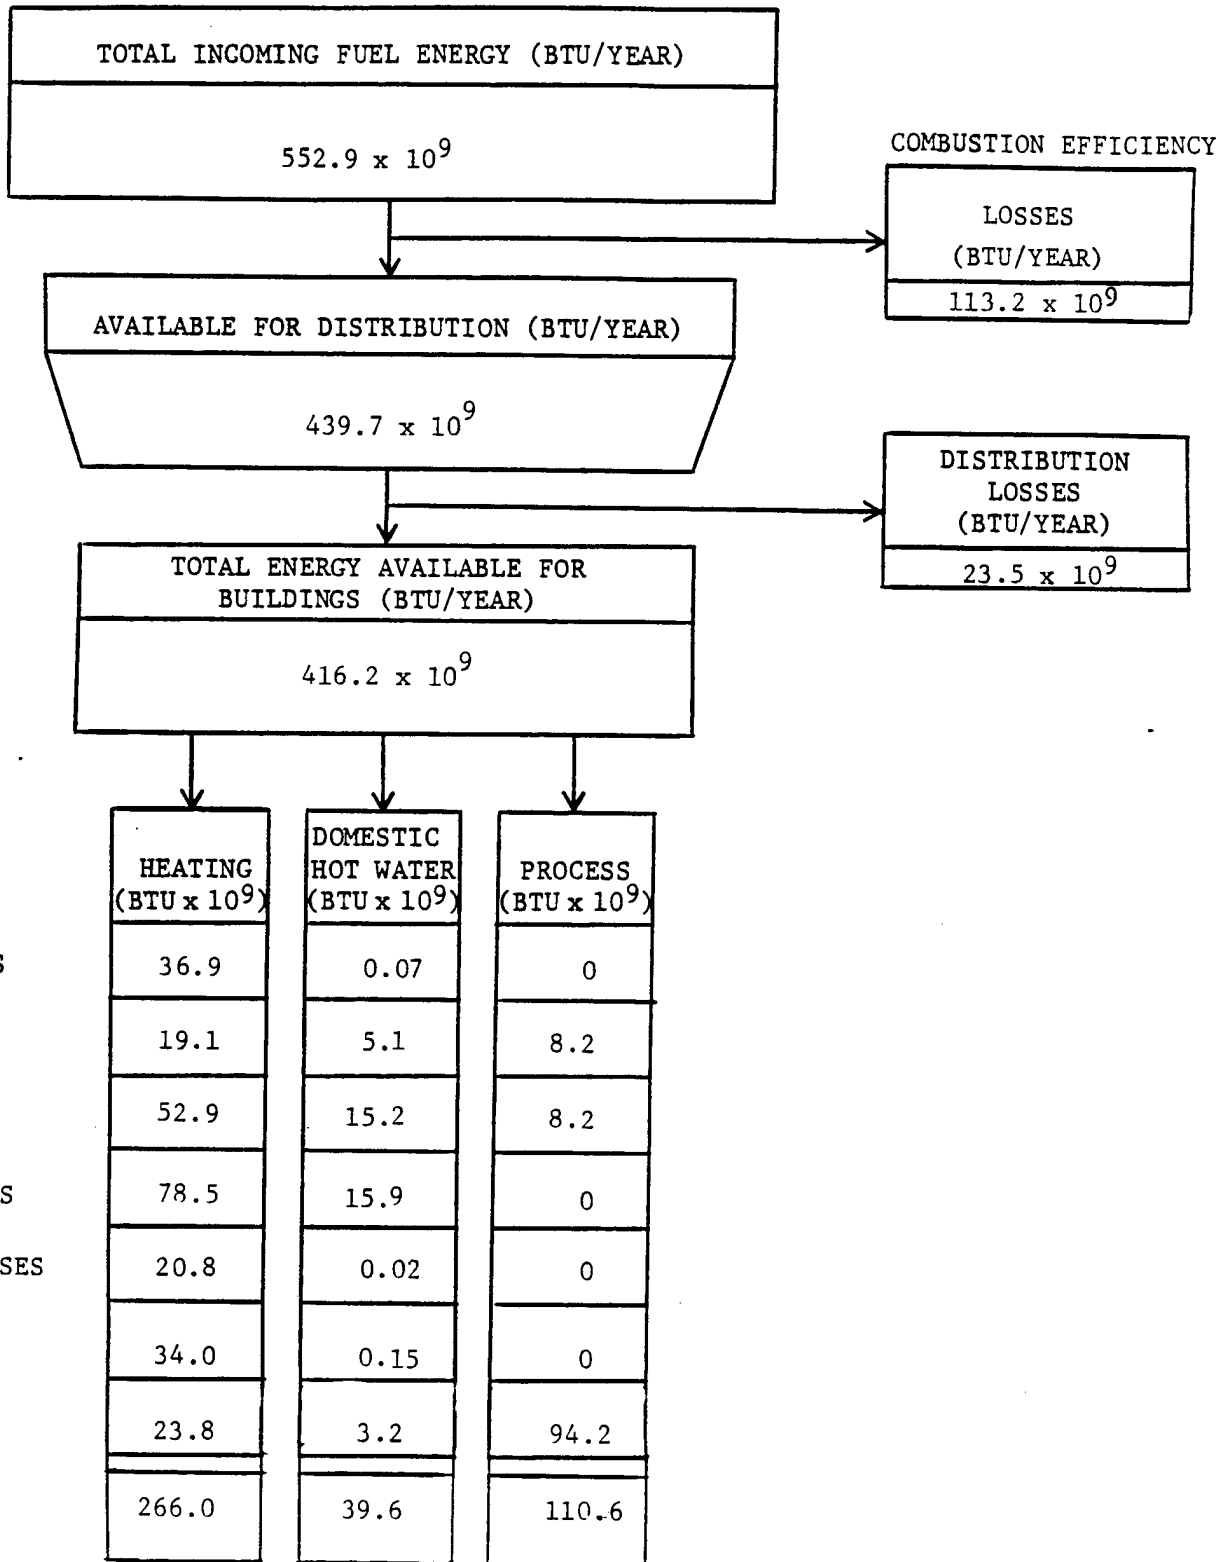 TOTAL INCOMING FUEL ENERGY (BTU/YEAR)
552.9 x 10^9
COMBUSTION EFFICIENCY
LOSSES
(BTU/YEAR)
113.2 x 10^9
AVAILABLE FOR DISTRIBUTION (BTU/YEAR)
439.7 x 10^9
DISTRIBUTION
LOSSES
(BTU/YEAR)
23.5 x 10^9
TOTAL ENERGY AVAILABLE FOR
BUILDINGS (BTU/YEAR)
416.2 x 10^9
HEATING
(BTU x 10^9)
DOMESTIC
HOT WATER
(BTU x 10^9)
PROCESS
(BTU x 10^9)
S 36.9 0.07 0
19.1 5.1 8.2
52.9 15.2 8.2
S 78.5 15.9 0
SES 20.8 0.02 0
34.0 0.15 0
23.8 3.2 94.2
266.0 39.6 110.6